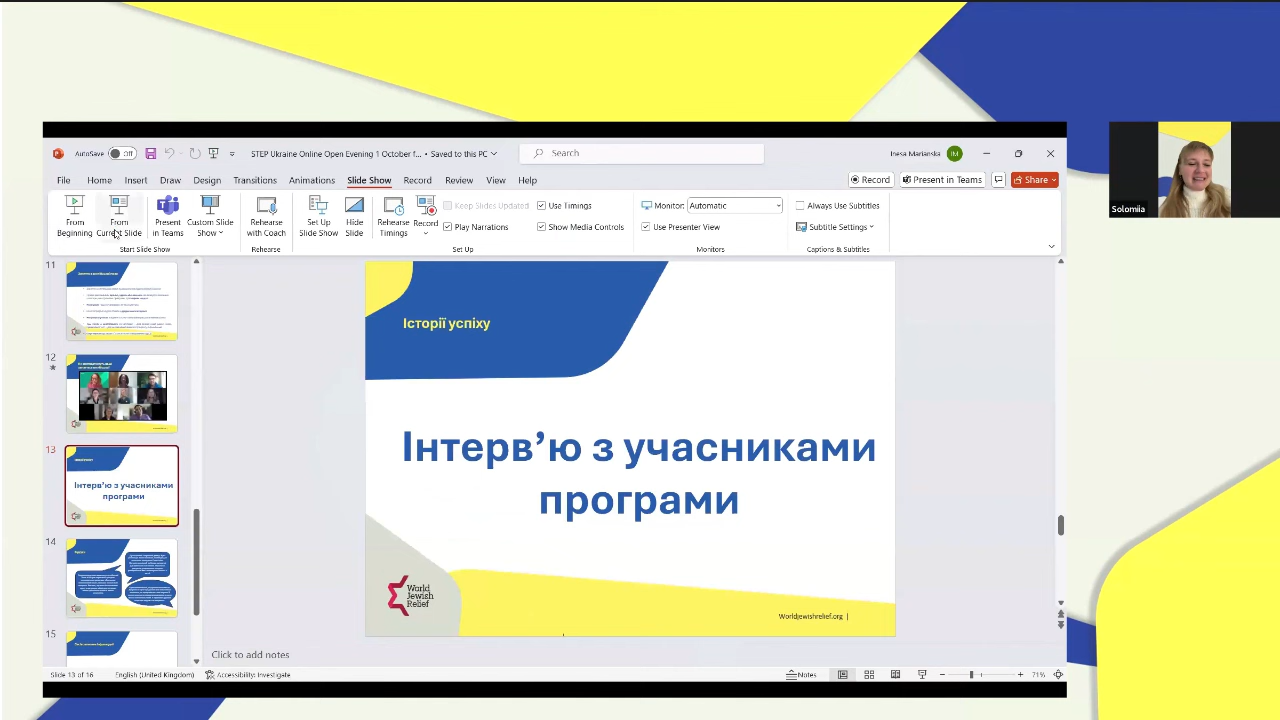 AutoSave
Off
STEP Ukraine Online Open Evening 1 October f... • Saved to this PC
Search
Inesa Marianska
IM
File
Home
Insert
Draw
Design
Transitions
Animations
Slide Show
Record
Review
View
Help
Record
Present in Teams
Share
From Beginning
From Current Slide
Present in Teams
Custom Slide Show
Start Slide Show
Rehearse with Coach
Rehearse
Set Up Slide Show
Hide Slide
Rehearse Timings
Record
Keep Slides Updated
Play Narrations
Use Timings
Show Media Controls
Set Up
Monitor:
Automatic
Use Presenter View
Monitors
Always Use Subtitles
Subtitle Settings
Captions & Subtitles
Solomiia
11
12
13
Інтерв’ю з учасниками
програми
14
15
Історії успіху
Інтерв’ю з учасниками
програми
World
Jewish
Relief
Worldjewishrelief.org |
Click to add notes
Slide 13 of 16
English (United Kingdom)
Accessibility: Investigate
Notes
71%